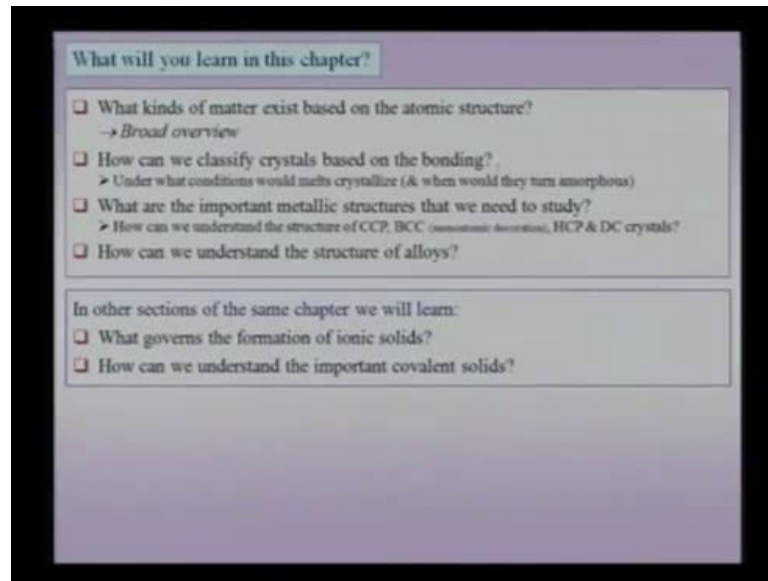 What will you learn in this chapter?
❑ What kinds of matter exist based on the atomic structure?
→ Broad overview
❑ How can we classify crystals based on the bonding?
➤ Under what conditions would melts crystallize (& when would they turn amorphous)
❑ What are the important metallic structures that we need to study?
➤ How can we understand the structure of CCP, BCC HCP & DC crystals?
❑ How can we understand the structure of alloys?
In other sections of the same chapter we will learn:
❑ What governs the formation of ionic solids?
❑ How can we understand the important covalent solids?